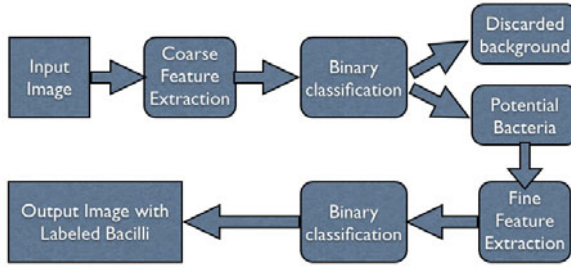 Input
Image
Coarse
Feature
Extraction
Binary
classification
Discarded
background
Potential
Bacteria
Fine
Feature
Extraction
Binary
classification
Output Image with
Labeled Bacilli